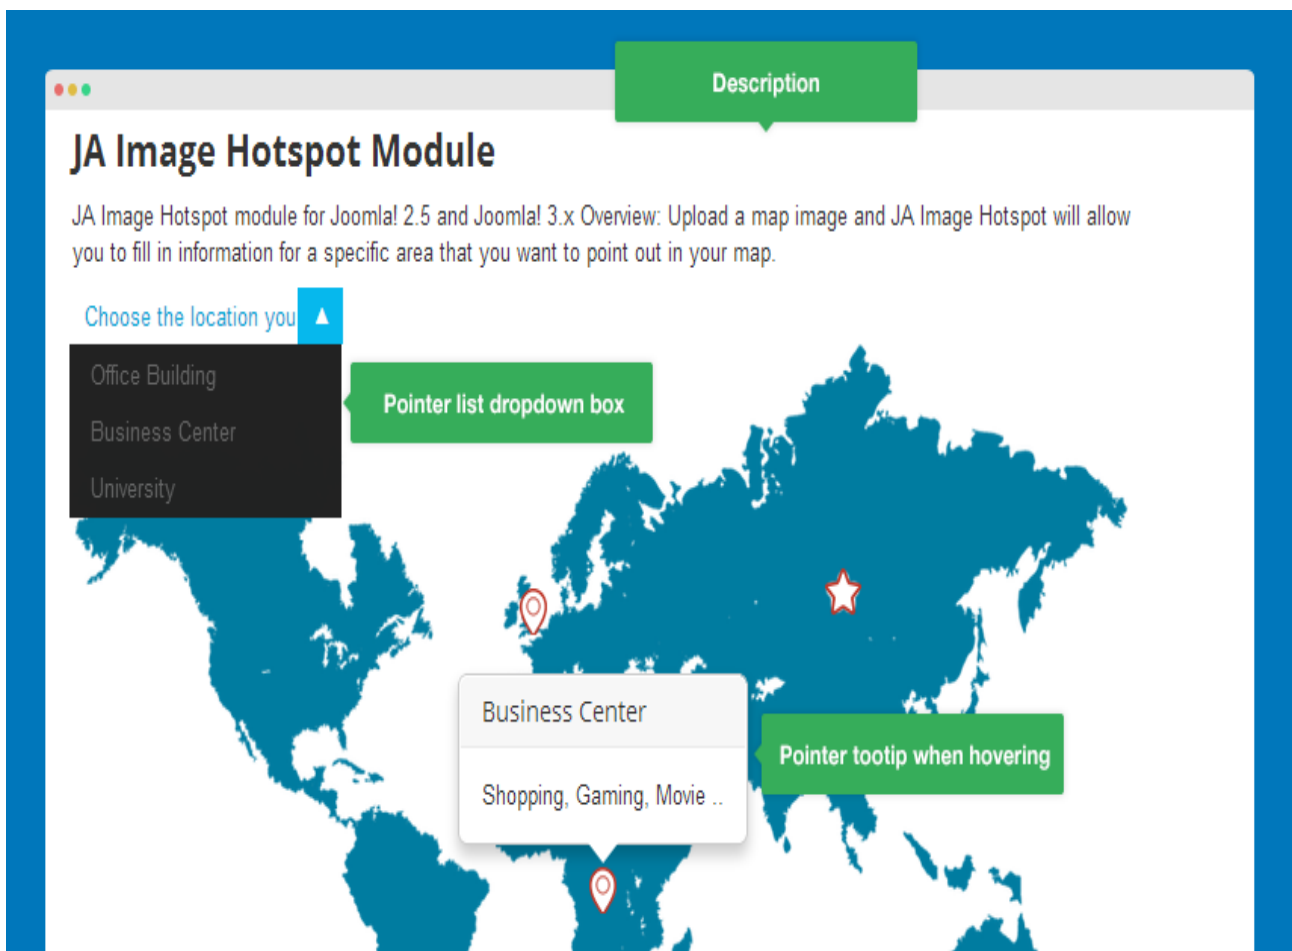 Description
JA Image Hotspot Module
JA Image Hotspot module for Joomla! 2.5 and Joomla! 3.x Overview: Upload a map image and JA Image Hotspot will allow
you to fill in information for a specific area that you want to point out in your map.
Choose the location you
Office Building
Pointer list dropdown box
Business Center
University
Business Center
Pointer tootip when hovering
Shopping, Gaming, Movie ..